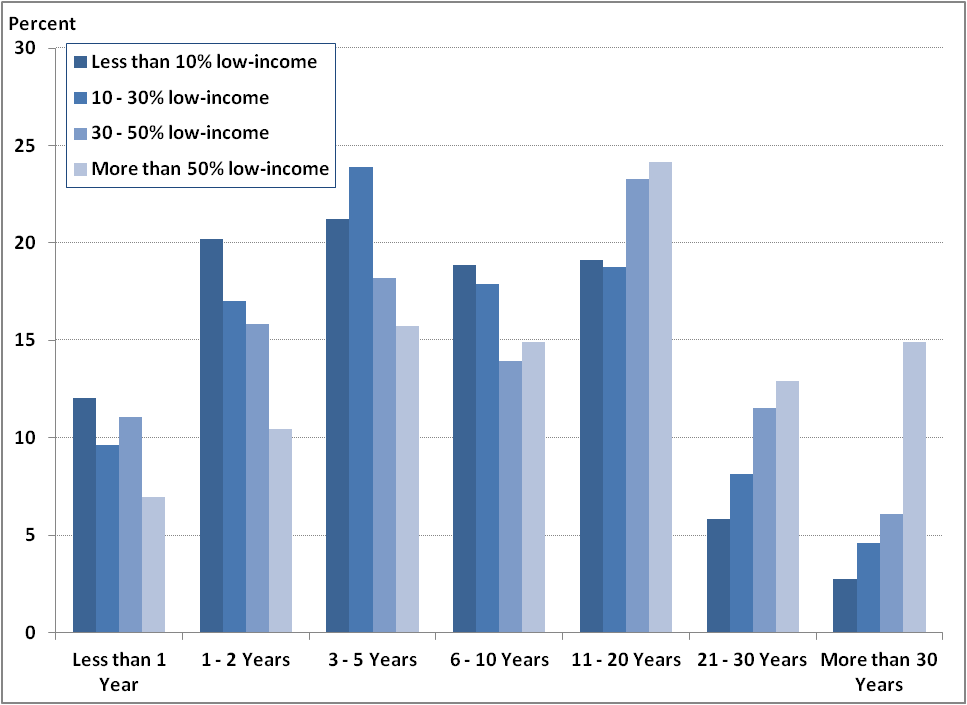 Percent
30
25
20
15
10
5
0
Less than 10% low-income
10 - 30% low-income
30 - 50% low-income
More than 50% low-income
Less than 1
Year
1 - 2 Years
3 - 5 Years
6 - 10 Years
11 - 20 Years
21 - 30 Years
More than 30
Years